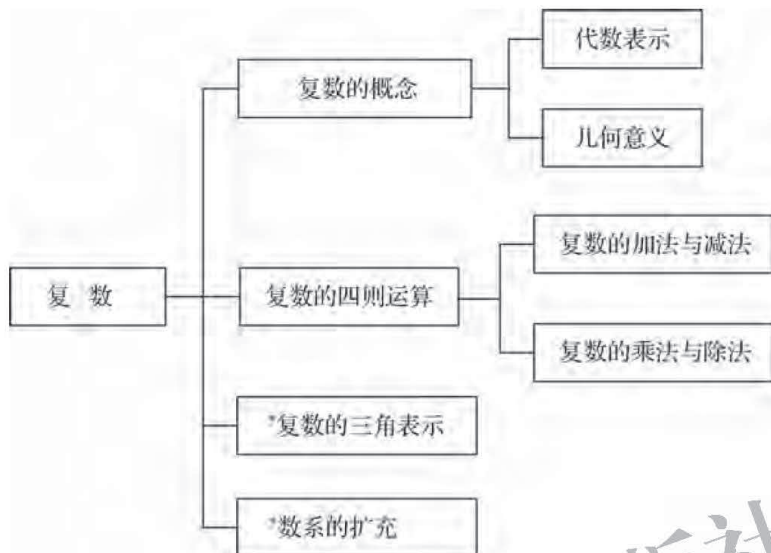 复数
复数的概念
代数表示
几何意义
复数的四则运算
复数的加法与减法
复数的乘法与除法
*复数的三角表示
*数系的扩充
版社